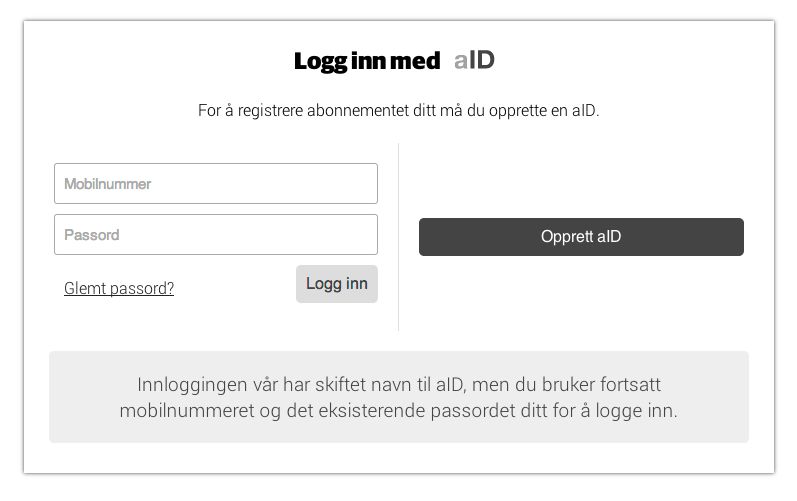 Logg inn med aID
For å registrere abonnementet ditt må du opprette en aID.
Mobilnummer
Passord
Glemt passord?
Logg inn
Opprett aID
Innloggingen vår har skiftet navn til aID, men du bruker fortsatt
mobilnummeret og det eksisterende passordet ditt for å logge inn.